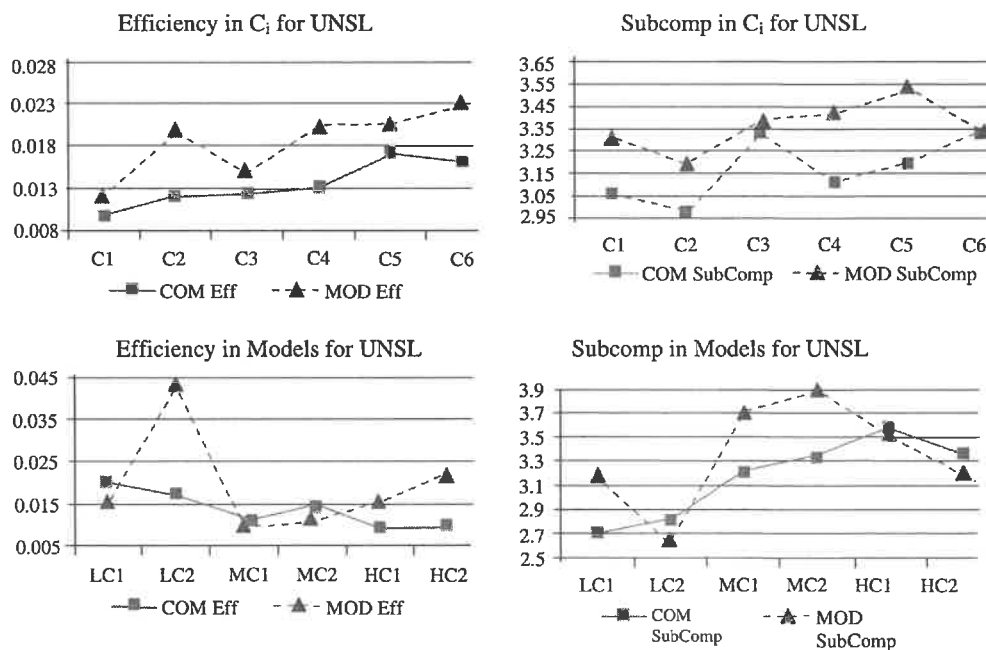 Efficiency in Ci for UNSL
0.028
0.023
0.018
0.013
0.008
C1 C2 C3 C4 C5 C6
COM Eff MOD Eff
Subcomp in Ci for UNSL
3.65
3.55
3.45
3.35
3.25
3.15
3.05
2.95
C1 C2 C3 C4 C5 C6
COM SubComp MOD SubComp
Efficiency in Models for UNSL
0.045
0.035
0.025
0.015
0.005
LC1 LC2 MC1 MC2 HC1 HC2
COM Eff MOD Eff
Subcomp in Models for UNSL
3.9
3.7
3.5
3.3
3.1
2.9
2.7
2.5
LC1 LC2 MC1 MC2 HC1 HC2
COM MOD
SubComp SubComp